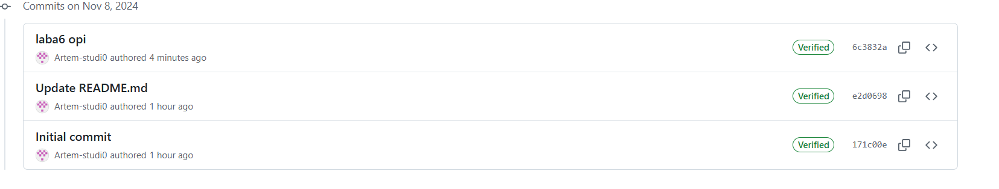 Commits on Nov 8, 2024
laba6 opi
Artem-studi0 authored 4 minutes ago
Verified
6c3832a
Update README.md
Artem-studi0 authored 1 hour ago
Verified
e2d0698
Initial commit
Artem-studi0 authored 1 hour ago
Verified
171c00e